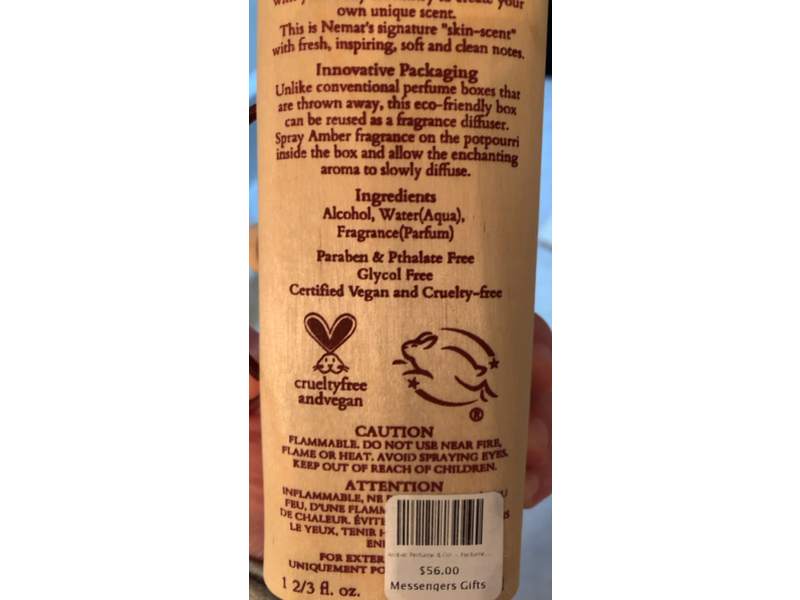 own unique scent.
This is Nemat's signature "skin-scent"
with fresh, inspiring, soft and clean notes.
Innovative Packaging
Unlike conventional perfume boxes that
are thrown away, this eco-friendly box
can be reused as a fragrance diffuser.
Spray Amber fragrance on the potpourri
inside the box and allow the enchanting
aroma to slowly diffuse.
Ingredients
Alcohol, Water(Aqua),
Fragrance(Parfum)
Paraben & Pthalate Free
Glycol Free
Certified Vegan and Cruelty-free
crueltyfree
andvegan
®
CAUTION
FLAMMABLE. DO NOT USE NEAR FIRE,
FLAME OR HEAT. AVOID SPRAYING EYES.
KEEP OUT OF REACH OF CHILDREN.
ATTENTION
INFLAMMABLE, NE
FEU, D'UNE FLAMM
DE CHALEUR. ÉVITE
LE YEUX, TENIR H
EN
FOR EXTER
UNIQUEMENT PO
1 2/3 fl. oz.
Perfume & Oil - Perfume...
$56.00
Messengers Gifts